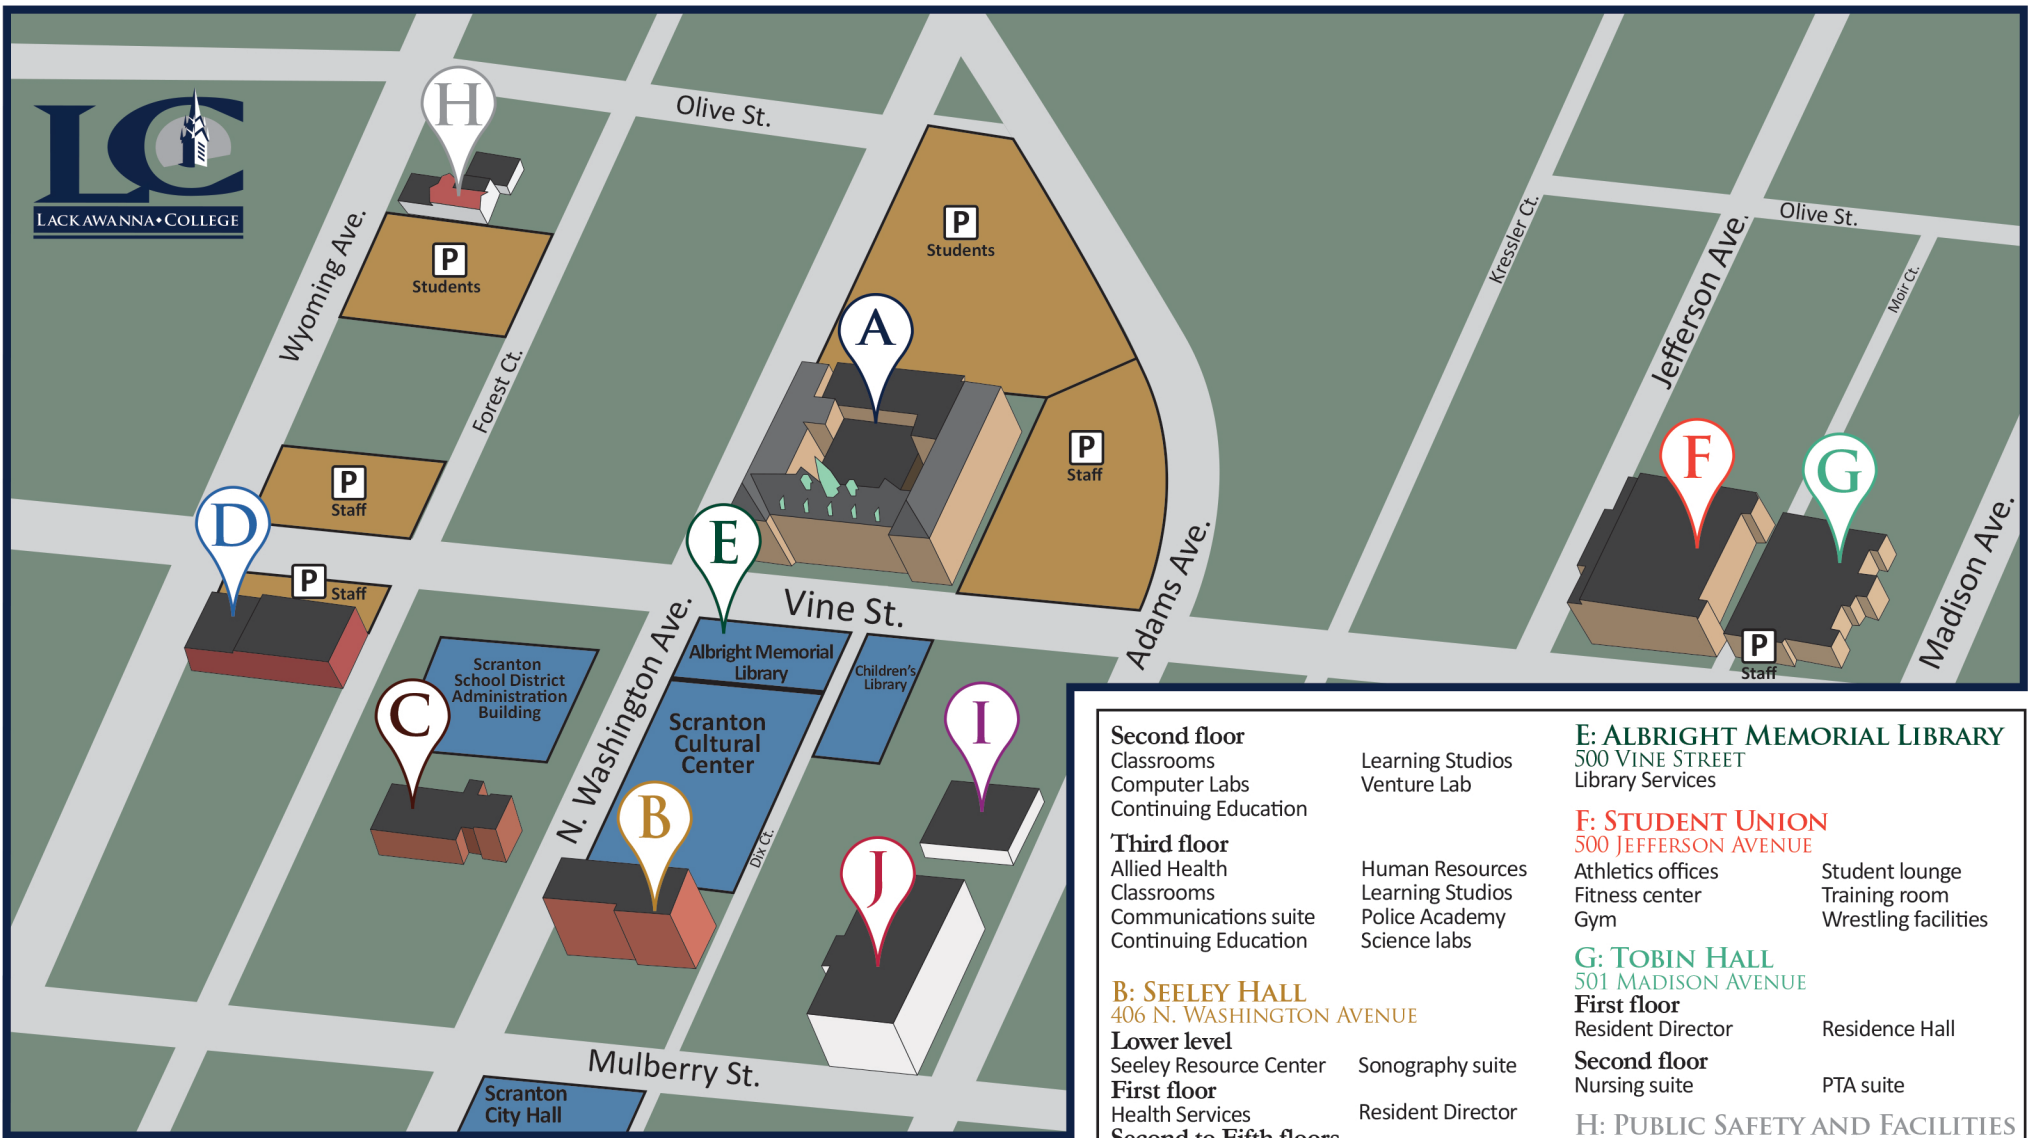 LC
LACKAWANNA•COLLEGE
H
Olive St.
P
Students
Wyoming Ave.
Forest Ct.
P
Students
A
P
Staff
Kressler Ct.
Olive St.
Jefferson Ave.
Moir Ct.
F
G
P
Staff
Madison Ave.
D
P
Staff
P
Staff
E
Vine St.
Adams Ave.
N. Washington Ave.
Albright Memorial
Library
Children's
Library
Scranton
School District
Administration
Building
C
Scranton
Cultural
Center
B
Dix Ct.
I
J
Mulberry St.
Scranton
City Hall
Second floor
Classrooms
Computer Labs
Continuing Education
Learning Studios
Venture Lab
Third floor
Allied Health
Classrooms
Communications suite
Continuing Education
Human Resources
Learning Studios
Police Academy
Science labs
B: SEELEY HALL
406 N. WASHINGTON AVENUE
Lower level
Seeley Resource Center
Sonography suite
First floor
Health Services
Resident Director
Second to Fifth floors
E: ALBRIGHT MEMORIAL LIBRARY
500 VINE STREET
Library Services
F: STUDENT UNION
500 JEFFERSON AVENUE
Athletics offices
Fitness center
Gym
Student lounge
Training room
Wrestling facilities
G: TOBIN HALL
501 MADISON AVENUE
First floor
Resident Director
Residence Hall
Second floor
Nursing suite
PTA suite
H: PUBLIC SAFETY AND FACILITIES